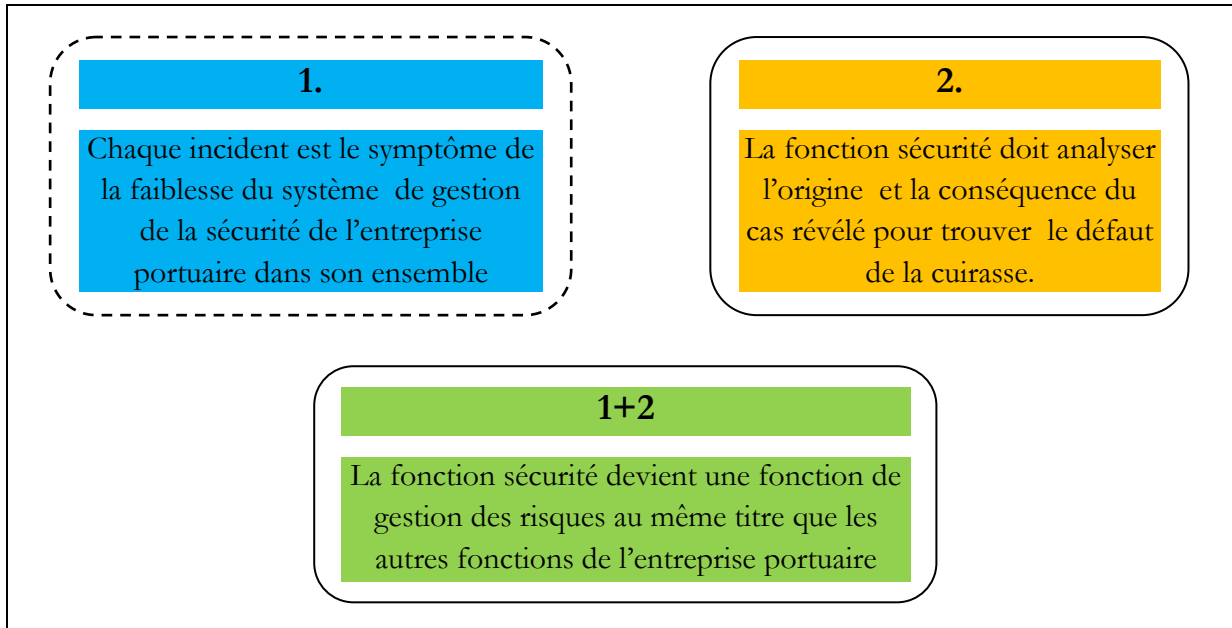 1.
Chaque incident est le symptôme de
la faiblesse du système  de gestion
de la sécurité de l’entreprise
portuaire dans son ensemble
2.
La fonction sécurité doit analyser
l’origine  et la conséquence du
cas révélé pour trouver  le défaut
de la cuirasse.
1+2
La fonction sécurité devient une fonction de
gestion des risques au même titre que les
autres fonctions de l’entreprise portuaire